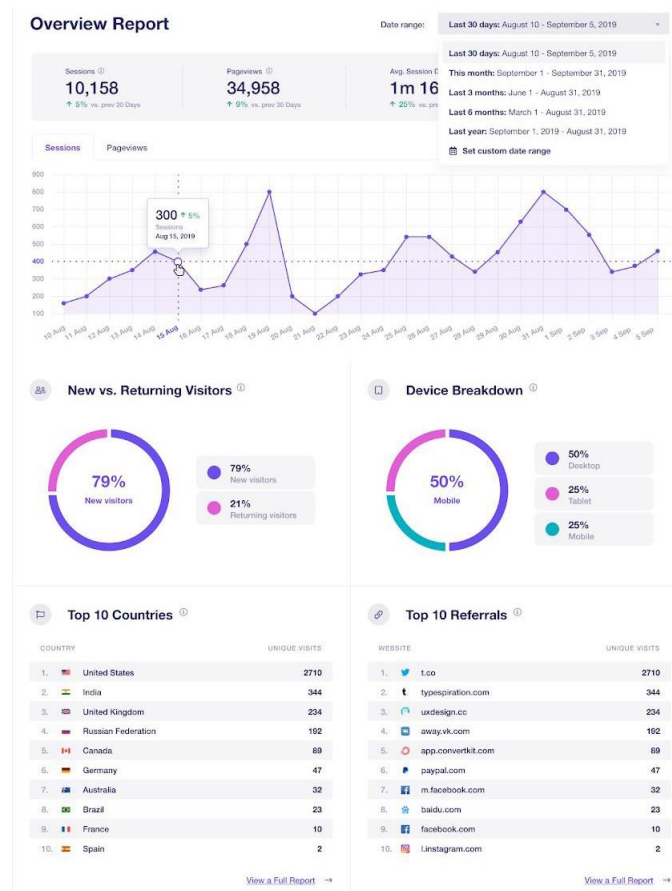 Overview Report
Date range:
Last 30 days: August 10 - September 5, 2019
Last 30 days: August 10 - September 5, 2019
This month: September 1 - September 31, 2019
Last 3 months: June 1 - August 31, 2019
Last 6 months: March 1 - August 31, 2019
Last year: September 1, 2019 - August 31, 2019
Set custom date range
Sessions
10,158
↑ 5% vs. prev 30 Days
Pageviews
34,958
↑ 9% vs. prev 30 Days
Avg. Session D
1m 16
↑ 25% vs. pre
Sessions
Pageviews
900
800
700
600
500
400
300
200
100
300 ↑ 5%
Sessions
Aug 15, 2019
10 Aug
11 Aug
12 Aug
13 Aug
14 Aug
15 Aug
16 Aug
17 Aug
18 Aug
19 Aug
20 Aug
21 Aug
22 Aug
23 Aug
24 Aug
25 Aug
26 Aug
27 Aug
28 Aug
29 Aug
30 Aug
31 Aug
1 Sep
2 Sep
3 Sep
4 Sep
5 Sep
New vs. Returning Visitors
79%
New visitors
79%
New visitors
21%
Returning visitors
Device Breakdown
50%
Mobile
50%
Desktop
25%
Tablet
25%
Mobile
Top 10 Countries
COUNTRY UNIQUE VISITS
1. United States 2710
2. India 344
3. United Kingdom 234
4. Russian Federation 192
5. Canada 89
6. Germany 47
7. Australia 32
8. Brazil 23
9. France 10
10. Spain 2
View a Full Report →
Top 10 Referrals
WEBSITE UNIQUE VISITS
1. t.co 2710
2. typespiration.com 344
3. uxdesign.cc 234
4. away.vk.com 192
5. app.convertkit.com 89
6. paypal.com 47
7. m.facebook.com 32
8. baidu.com 23
9. facebook.com 10
10. l.instagram.com 2
View a Full Report →